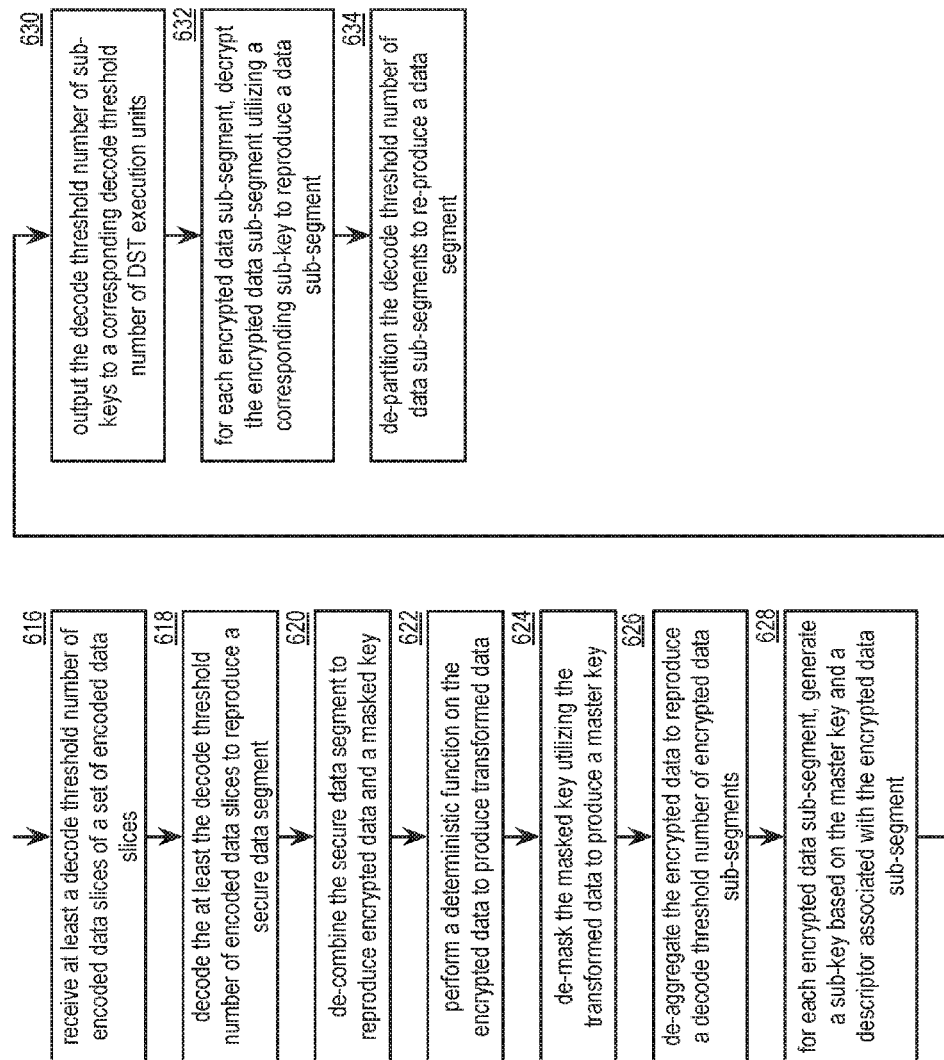 616
receive at least a decode threshold number of
encoded data slices of a set of encoded data
slices
618
decode the at least the decode threshold
number of encoded data slices to reproduce a
secure data segment
620
de-combine the secure data segment to
reproduce encrypted data and a masked key
622
perform a deterministic function on the
encrypted data to produce transformed data
624
de-mask the masked key utilizing the
transformed data to produce a master key
626
de-aggregate the encrypted data to reproduce
a decode threshold number of encrypted data
sub-segments
628
for each encrypted data sub-segment, generate
a sub-key based on the master key and a
descriptor associated with the encrypted data
sub-segment
630
output the decode threshold number of sub-
keys to a corresponding decode threshold
number of DST execution units
632
for each encrypted data sub-segment, decrypt
the encrypted data sub-segment utilizing a
corresponding sub-key to reproduce a data
sub-segment
634
de-partition the decode threshold number of
data sub-segments to re-produce a data
segment